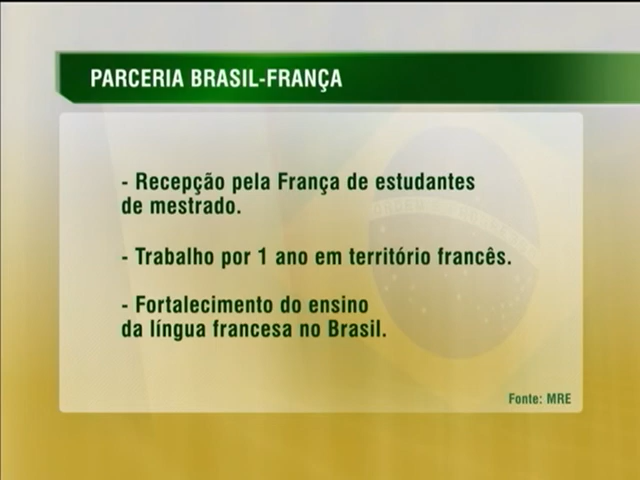 PARCERIA BRASIL-FRANÇA
- Recepção pela França de estudantes
de mestrado.
- Trabalho por 1 ano em território francês.
- Fortalecimento do ensino
da língua francesa no Brasil.
Fonte: MRE